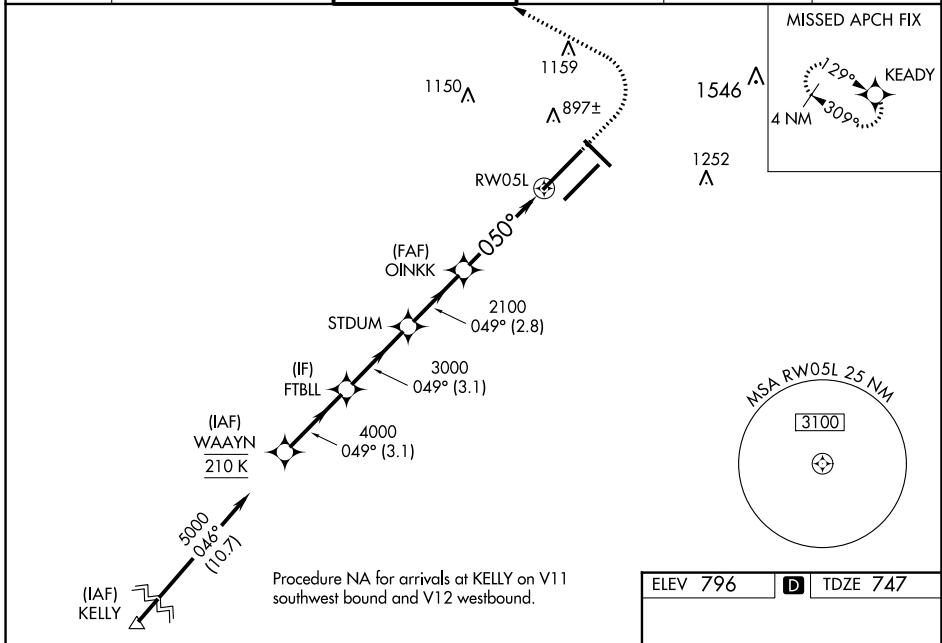 MISSED APCH FIX
129°
KEADY
4 NM
309°
1159
1150
1546
897±
1252
RW05L
050°
(FAF)
OINKK
STDUM
2100
049° (2.8)
(IF)
FTBLL
3000
049° (3.1)
(IAF)
WAAYN
210 K
4000
049° (3.1)
MSA RW05L 25 NM
3100
5000
046°
(10.7)
(IAF)
KELLY
Procedure NA for arrivals at KELLY on V11
southwest bound and V12 westbound.
ELEV 796 D TDZE 747